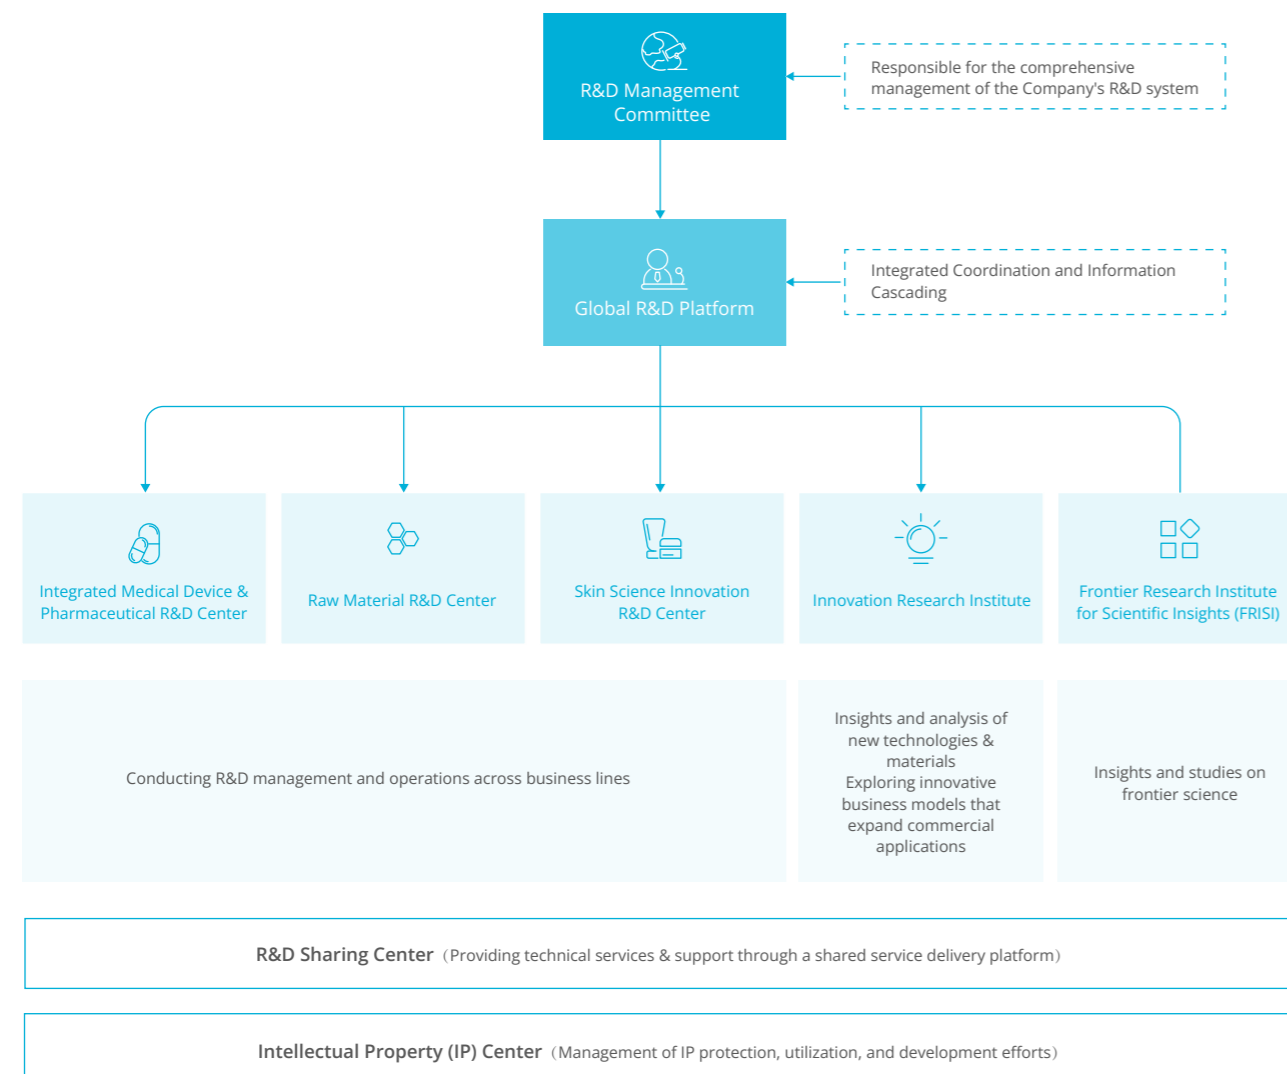 R&D Management
Committee
Responsible for the comprehensive
management of the Company's R&D system
Global R&D Platform
Integrated Coordination and Information
Cascading
Integrated Medical Device &
Pharmaceutical R&D Center
Raw Material R&D Center
Skin Science Innovation
R&D Center
Innovation Research Institute
Frontier Research Institute
for Scientific Insights (FRISI)
Conducting R&D management and operations across business lines
Insights and analysis of
new technologies &
materials
Exploring innovative
business models that
expand commercial
applications
Insights and studies on
frontier science
R&D Sharing Center（Providing technical services & support through a shared service delivery platform）
Intellectual Property (IP) Center（Management of IP protection, utilization, and development efforts）